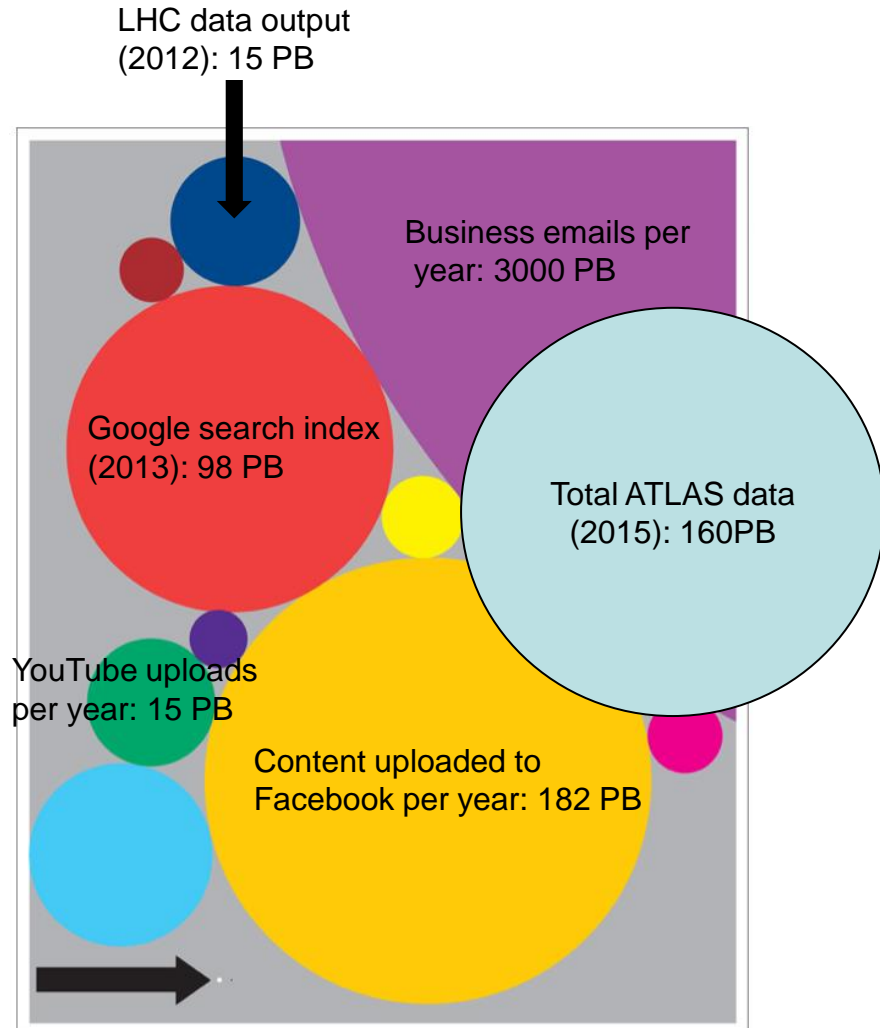 LHC data output
(2012): 15 PB
Business emails per
year: 3000 PB
Google search index
(2013): 98 PB
Total ATLAS data
(2015): 160PB
YouTube uploads
per year: 15 PB
Content uploaded to
Facebook per year: 182 PB